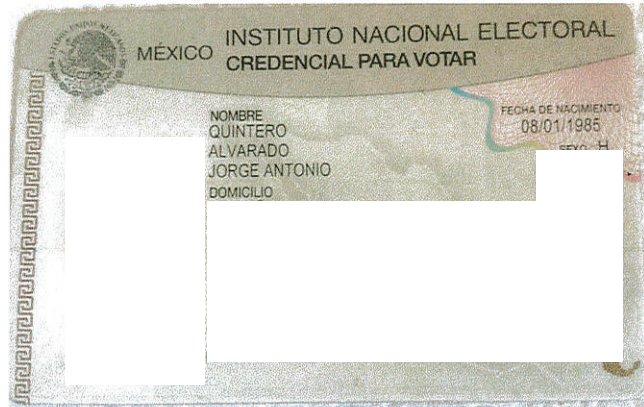 MÉXICO INSTITUTO NACIONAL ELECTORAL
CREDENCIAL PARA VOTAR
NOMBRE
QUINTERO
ALVARADO
JORGE ANTONIO
DOMICILIO
FECHA DE NACIMIENTO
08/01/1985
SEXO H